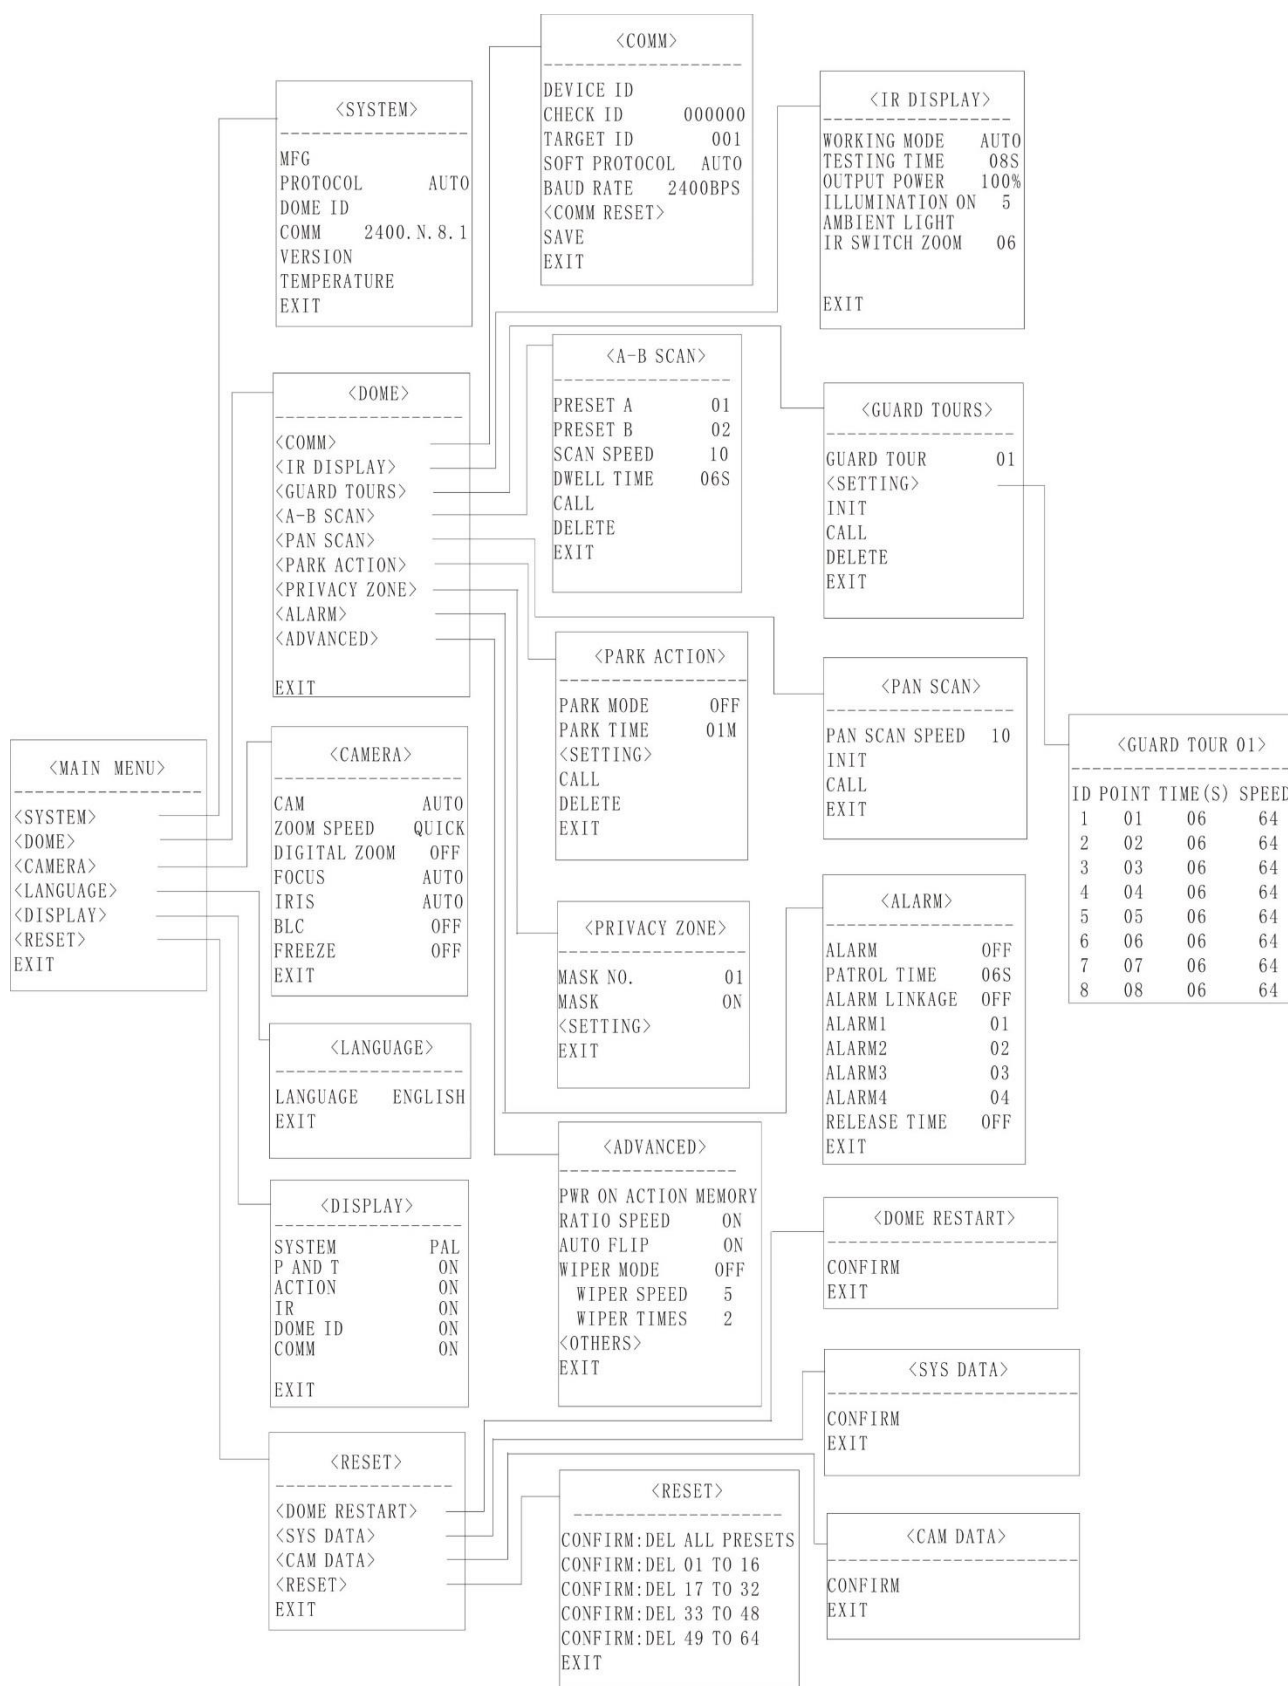 <MAIN MENU>
<SYSTEM>
<DOME>
<CAMERA>
<LANGUAGE>
<DISPLAY>
<RESET>
EXIT
<SYSTEM>
MFG
PROTOCOL AUTO
DOME ID
COMM 2400.N.8.1
VERSION
TEMPERATURE
EXIT
<DOME>
<COMM>
<IR DISPLAY>
<GUARD TOURS>
<A-B SCAN>
<PAN SCAN>
<PARK ACTION>
<PRIVACY ZONE>
<ALARM>
<ADVANCED>
EXIT
<CAMERA>
CAM AUTO
ZOOM SPEED QUICK
DIGITAL ZOOM OFF
FOCUS AUTO
IRIS AUTO
BLC OFF
FREEZE OFF
EXIT
<LANGUAGE>
LANGUAGE ENGLISH
EXIT
<DISPLAY>
SYSTEM PAL
P AND T ON
ACTION ON
IR ON
DOME ID ON
COMM ON
EXIT
<RESET>
<DOME RESTART>
<SYS DATA>
<CAM DATA>
<RESET>
EXIT
<COMM>
DEVICE ID
CHECK ID 000000
TARGET ID 001
SOFT PROTOCOL AUTO
BAUD RATE 2400BPS
<COMM RESET>
SAVE
EXIT
<A-B SCAN>
PRESET A 01
PRESET B 02
SCAN SPEED 10
DWELL TIME 06S
CALL
DELETE
EXIT
<PARK ACTION>
PARK MODE OFF
PARK TIME 01M
<SETTING>
CALL
DELETE
EXIT
<PRIVACY ZONE>
MASK NO. 01
MASK ON
<SETTING>
EXIT
<ADVANCED>
PWR ON ACTION MEMORY
RATIO SPEED ON
AUTO FLIP ON
WIPER MODE OFF
WIPER SPEED 5
WIPER TIMES 2
<OTHERS>
EXIT
<RESET>
CONFIRM:DEL ALL PRESETS
CONFIRM:DEL 01 TO 16
CONFIRM:DEL 17 TO 32
CONFIRM:DEL 33 TO 48
CONFIRM:DEL 49 TO 64
EXIT
<IR DISPLAY>
WORKING MODE AUTO
TESTING TIME 08S
OUTPUT POWER 100%
ILLUMINATION ON 5
AMBIENT LIGHT
IR SWITCH ZOOM 06
EXIT
<GUARD TOURS>
GUARD TOUR 01
<SETTING>
INIT
CALL
DELETE
EXIT
<PAN SCAN>
PAN SCAN SPEED 10
INIT
CALL
EXIT
<ALARM>
ALARM OFF
PATROL TIME 06S
ALARM LINKAGE OFF
ALARM1 01
ALARM2 02
ALARM3 03
ALARM4 04
RELEASE TIME OFF
EXIT
<DOME RESTART>
CONFIRM
EXIT
<SYS DATA>
CONFIRM
EXIT
<CAM DATA>
CONFIRM
EXIT
<GUARD TOUR 01>
ID POINT TIME(S) SPEED
1 01 06 64
2 02 06 64
3 03 06 64
4 04 06 64
5 05 06 64
6 06 06 64
7 07 06 64
8 08 06 64